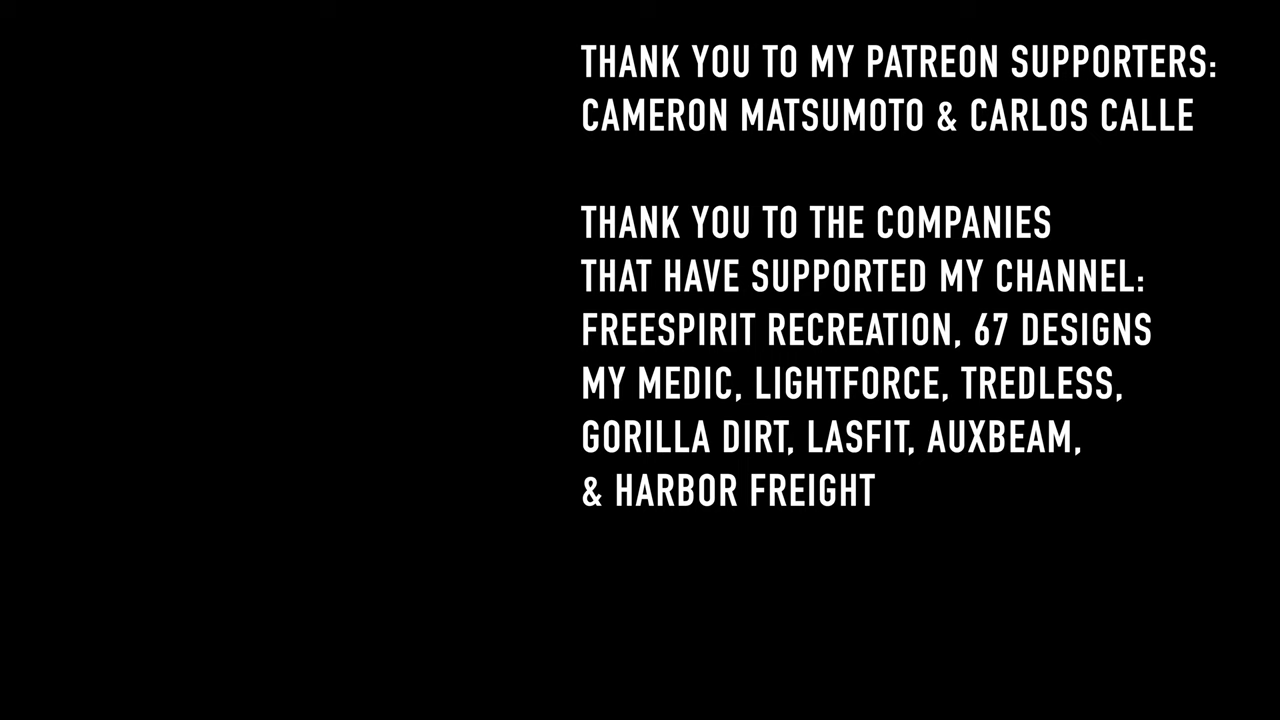 THANK YOU TO MY PATREON SUPPORTERS:
CAMERON MATSUMOTO & CARLOS CALLE
THANK YOU TO THE COMPANIES
THAT HAVE SUPPORTED MY CHANNEL:
FREESPIRIT RECREATION, 67 DESIGNS
MY MEDIC, LIGHTFORCE, TREDLESS,
GORILLA DIRT, LASFIT, AUXBEAM,
& HARBOR FREIGHT